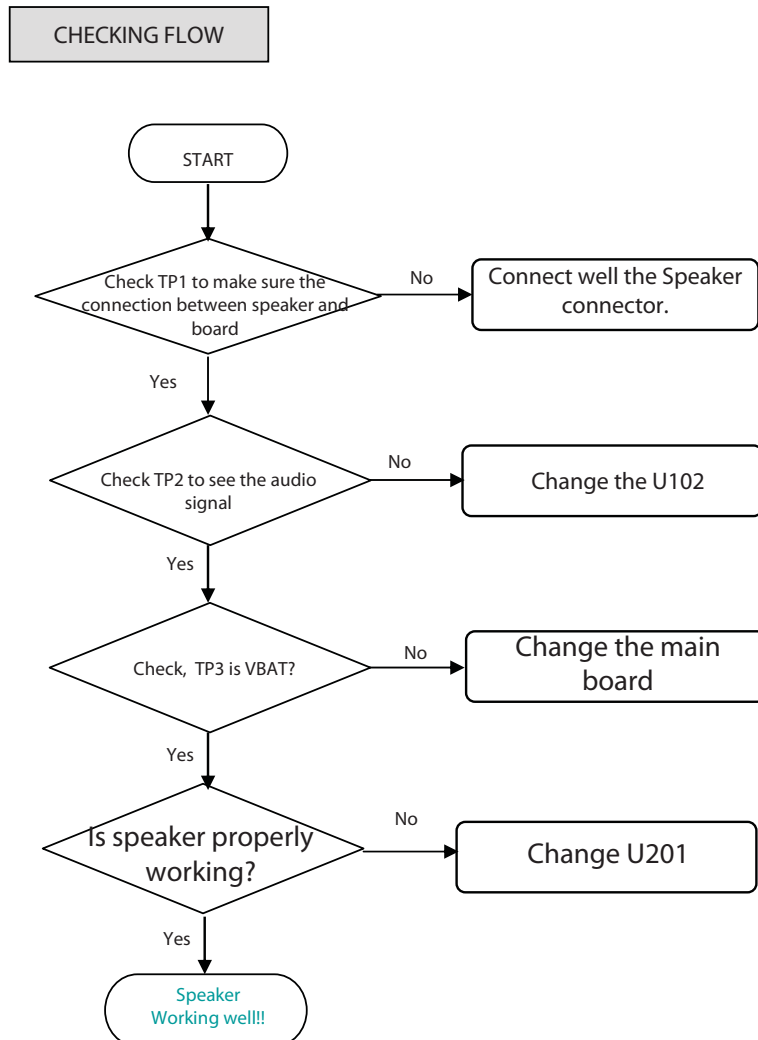 CHECKING FLOW
START
Check TP1 to make sure the
connection between speaker and
board
No
Connect well the Speaker
connector.
Yes
Check TP2 to see the audio
signal
No
Change the U102
Yes
Check, TP3 is VBAT?
No
Change the main
board
Yes
Is speaker properly
working?
No
Change U201
Yes
Speaker
Working well!!